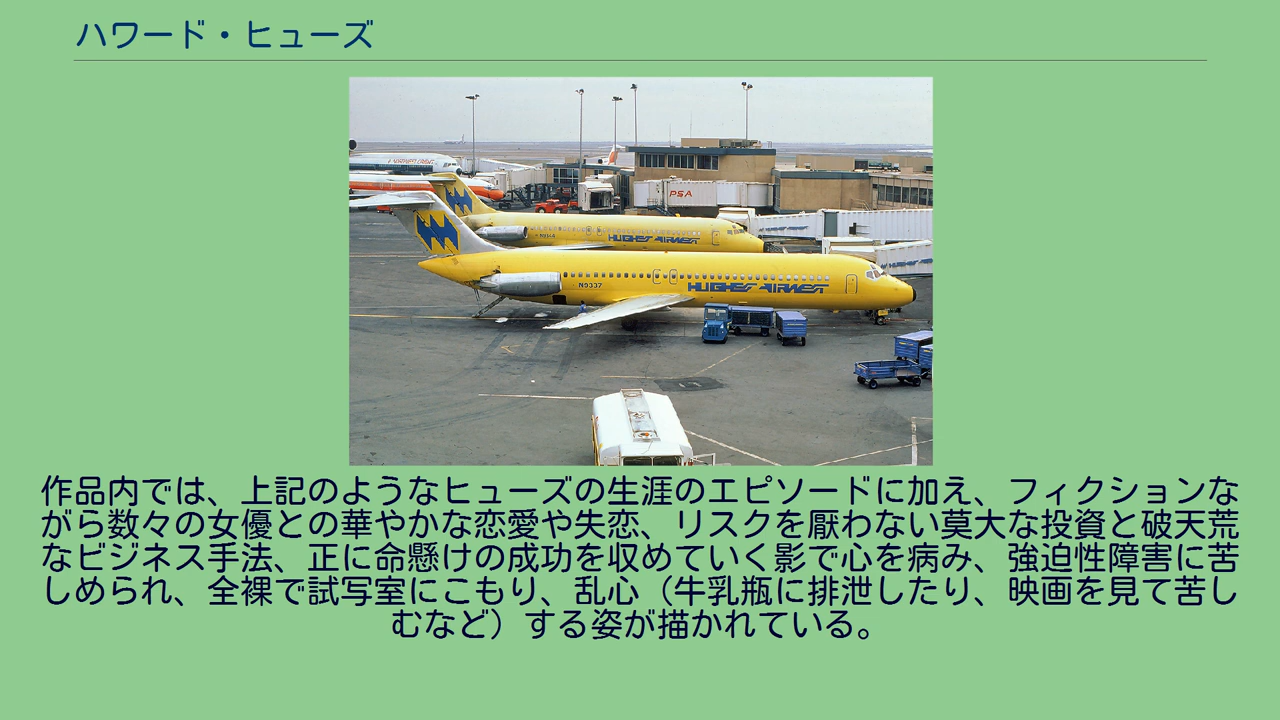 ハワード・ヒューズ
NORTHWEST ORIENT
PSA
HUGHES AIRWEST
HUGHES AIRWEST
N9337
作品内では、上記のようなヒューズの生涯のエピソードに加え、フィクションな
がら数々の女優との華やかな恋愛や失恋、リスクを厭わない莫大な投資と破天荒
なビジネス手法、正に命懸けの成功を収めていく影で心を病み、強迫性障害に苦
しめられ、全裸で試写室にこもり、乱心（牛乳瓶に排泄したり、映画を見て苦し
むなど）する姿が描かれている。